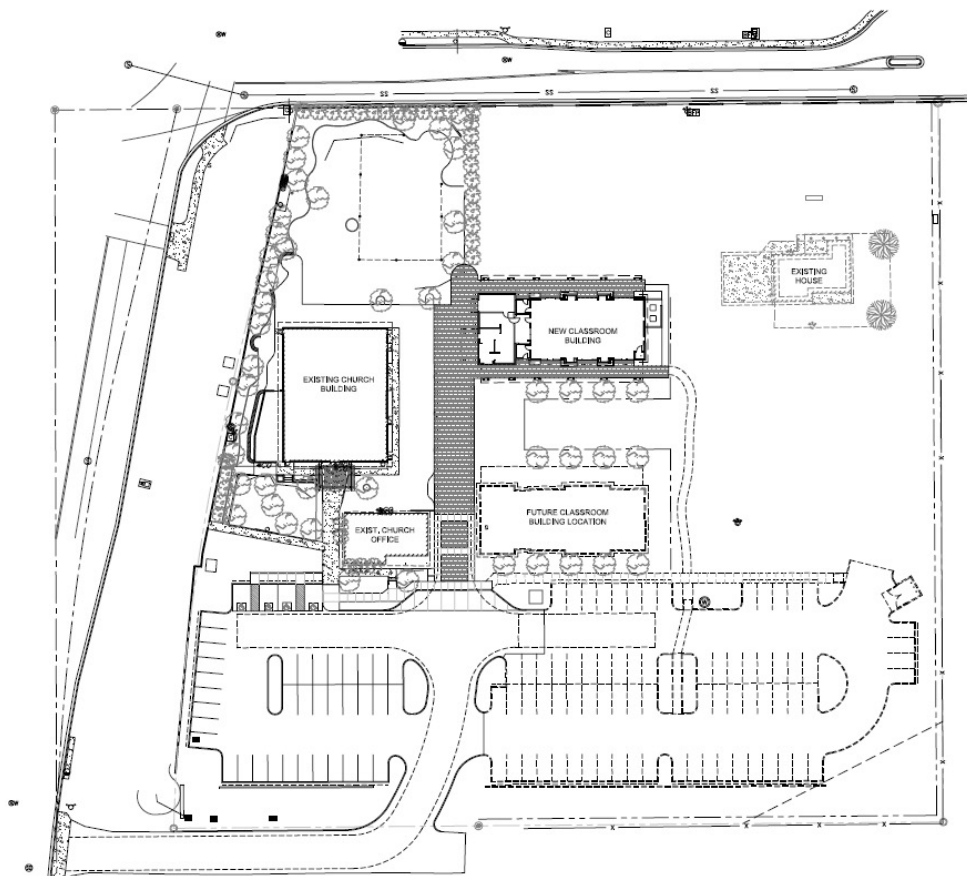 SS
SS
SS
EXISTING
HOUSE
NEW CLASSROOM
BUILDING
EXISTING CHURCH
BUILDING
FUTURE CLASSROOM
BUILDING LOCATION
EXIST. CHURCH
OFFICE